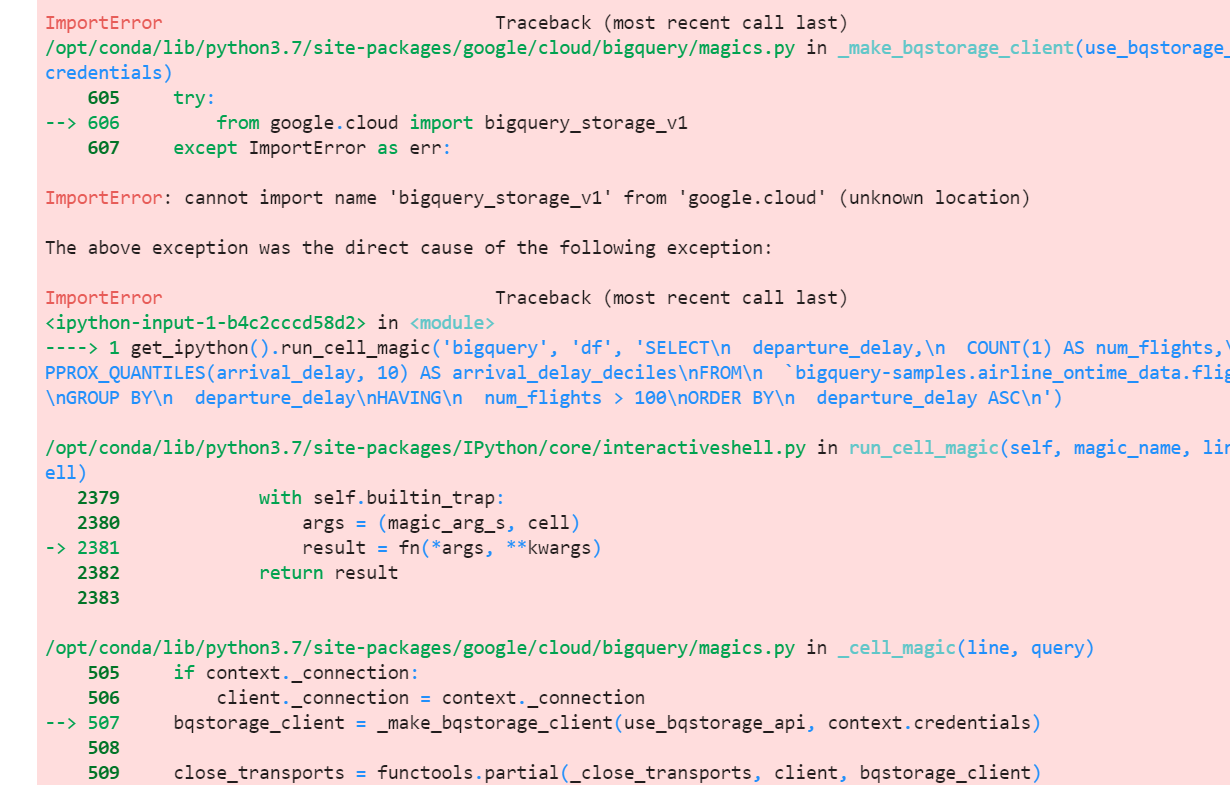 ImportError                               Traceback (most recent call last)
/opt/conda/lib/python3.7/site-packages/google/cloud/bigquery/magics.py in _make_bqstorage_client(use_bqstorage_
credentials)
    605     try:
--> 606         from google.cloud import bigquery_storage_v1
    607     except ImportError as err:

ImportError: cannot import name 'bigquery_storage_v1' from 'google.cloud' (unknown location)

The above exception was the direct cause of the following exception:

ImportError                               Traceback (most recent call last)
<ipython-input-1-b4c2cccd58d2> in <module>
----> 1 get_ipython().run_cell_magic('bigquery', 'df', 'SELECT\n  departure_delay,\n  COUNT(1) AS num_flights,\
PPROX_QUANTILES(arrival_delay, 10) AS arrival_delay_deciles\nFROM\n  `bigquery-samples.airline_ontime_data.flig
\nGROUP BY\n  departure_delay\nHAVING\n  num_flights > 100\nORDER BY\n  departure_delay ASC\n')

/opt/conda/lib/python3.7/site-packages/IPython/core/interactiveshell.py in run_cell_magic(self, magic_name, lin
ell)
   2379             with self.builtin_trap:
   2380                 args = (magic_arg_s, cell)
-> 2381                 result = fn(*args, **kwargs)
   2382             return result
   2383

/opt/conda/lib/python3.7/site-packages/google/cloud/bigquery/magics.py in _cell_magic(line, query)
    505     if context._connection:
    506         client._connection = context._connection
--> 507     bqstorage_client = _make_bqstorage_client(use_bqstorage_api, context.credentials)
    508
    509     close_transports = functools.partial(_close_transports, client, bqstorage_client)